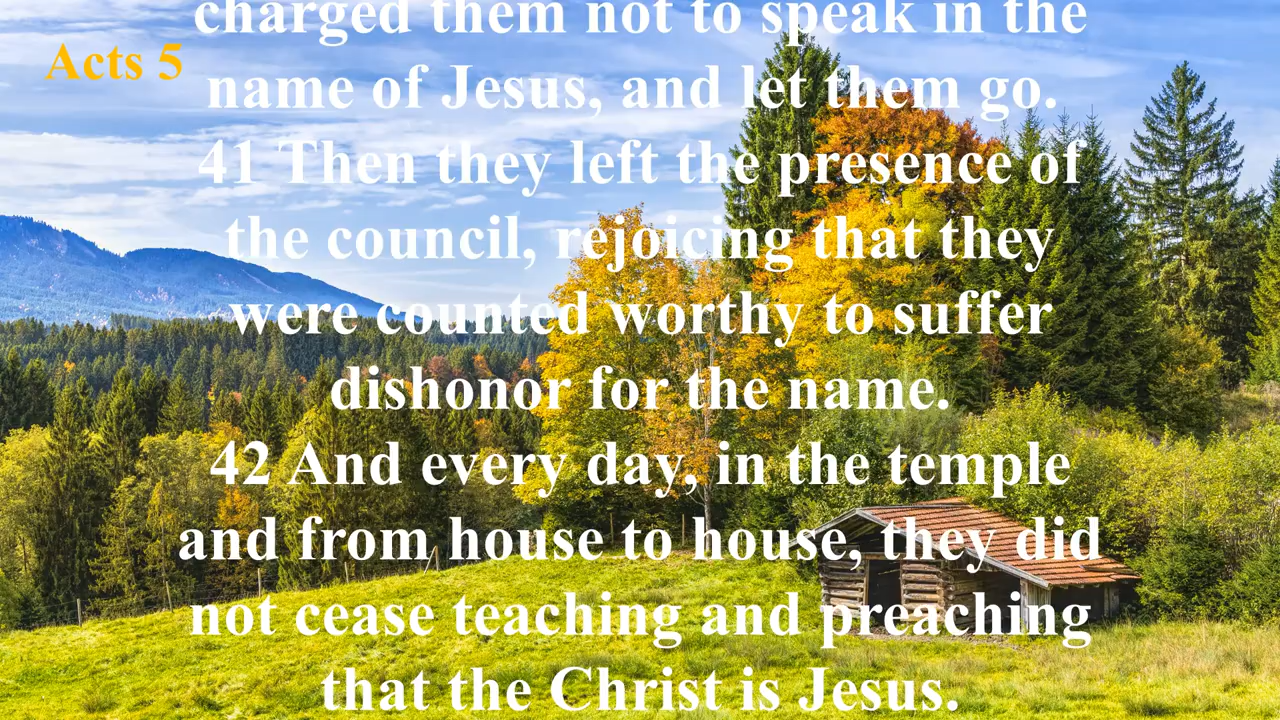 charged them not to speak in the
Acts 5
name of Jesus, and let them go.
41 Then they left the presence of
the council, rejoicing that they
were counted worthy to suffer
dishonor for the name.
42 And every day, in the temple
and from house to house, they did
not cease teaching and preaching
that the Christ is Jesus.